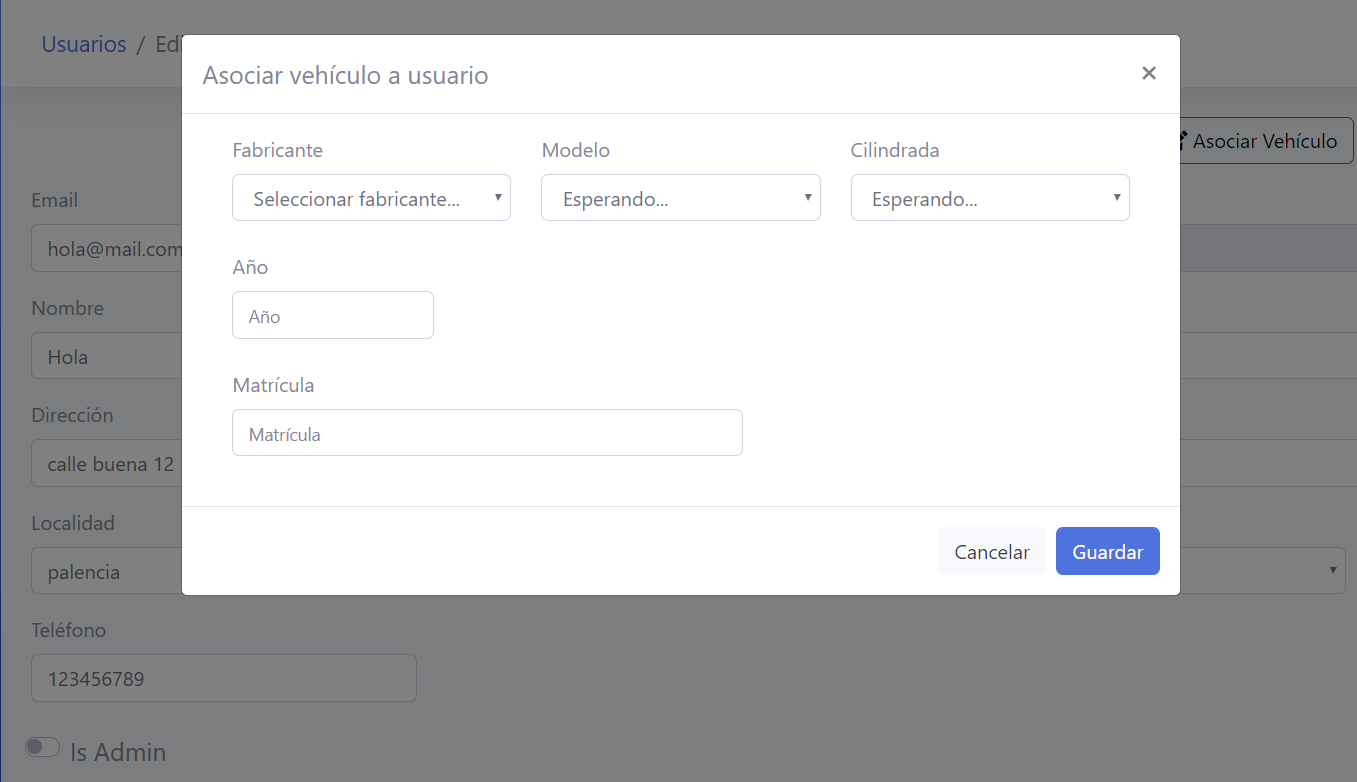 Usuarios / Edi
Asociar vehículo a usuario
×
Asociar Vehículo
Fabricante Modelo Cilindrada
Seleccionar fabricante... Esperando... Esperando...
Año
Año
Matrícula
Matrícula
Cancelar Guardar
Email
hola@mail.com
Nombre
Hola
Dirección
calle buena 12
Localidad
palencia
Teléfono
123456789
Is Admin